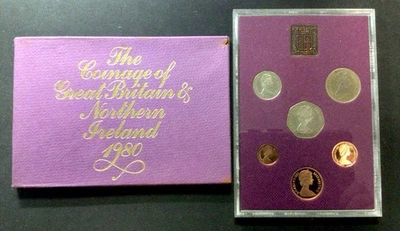 The
Coinage of
Great Britain &
Northern
Ireland
1980